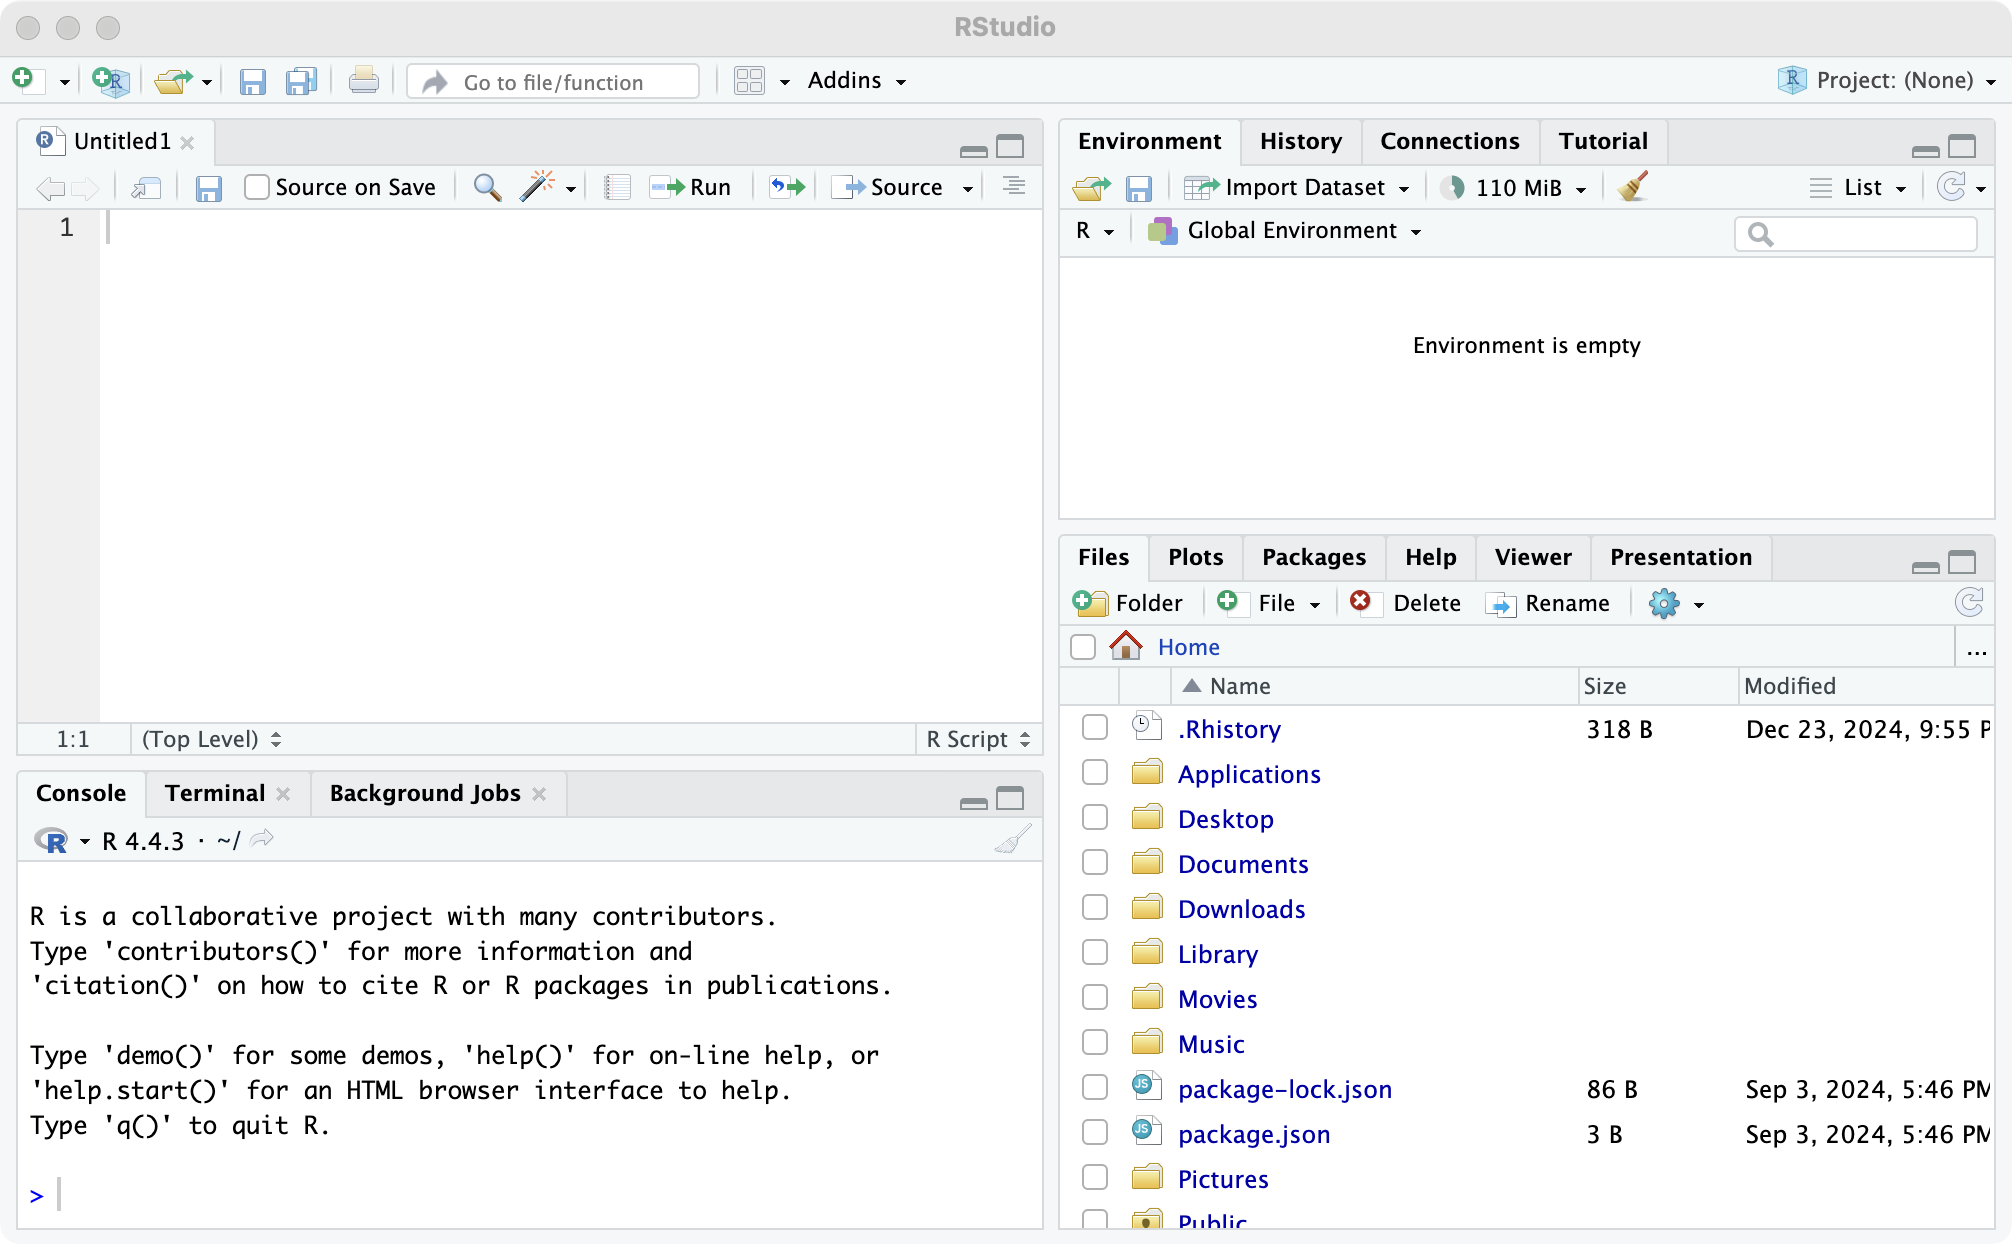 RStudio
Go to file/function
Addins
Project: (None)
Untitled1
Source on Save
Run
Source
1
1:1
(Top Level)
R Script
Console
Terminal
Background Jobs
R 4.4.3 · ~/
R is a collaborative project with many contributors.
Type 'contributors()' for more information and
'citation()' on how to cite R or R packages in publications.
Type 'demo()' for some demos, 'help()' for on-line help, or
'help.start()' for an HTML browser interface to help.
Type 'q()' to quit R.
>
Environment
History
Connections
Tutorial
Import Dataset
110 MiB
List
R
Global Environment
Environment is empty
Files
Plots
Packages
Help
Viewer
Presentation
Folder
File
Delete
Rename
Home
...
Name
Size
Modified
.Rhistory 318 B Dec 23, 2024, 9:55 P
Applications
Desktop
Documents
Downloads
Library
Movies
Music
package-lock.json 86 B Sep 3, 2024, 5:46 PM
package.json 3 B Sep 3, 2024, 5:46 PM
Pictures
Public